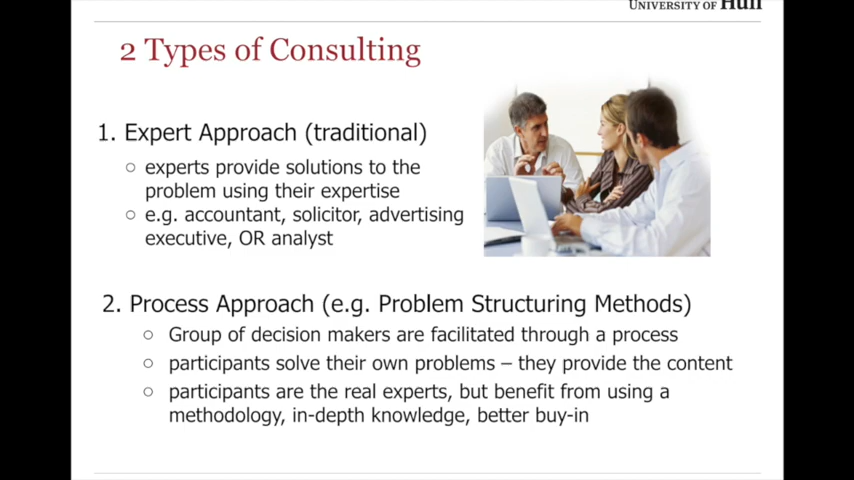 UNIVERSITY OF Hull
2 Types of Consulting
1. Expert Approach (traditional)
○ experts provide solutions to the
problem using their expertise
○ e.g. accountant, solicitor, advertising
executive, OR analyst
2. Process Approach (e.g. Problem Structuring Methods)
○ Group of decision makers are facilitated through a process
○ participants solve their own problems – they provide the content
○ participants are the real experts, but benefit from using a
methodology, in-depth knowledge, better buy-in